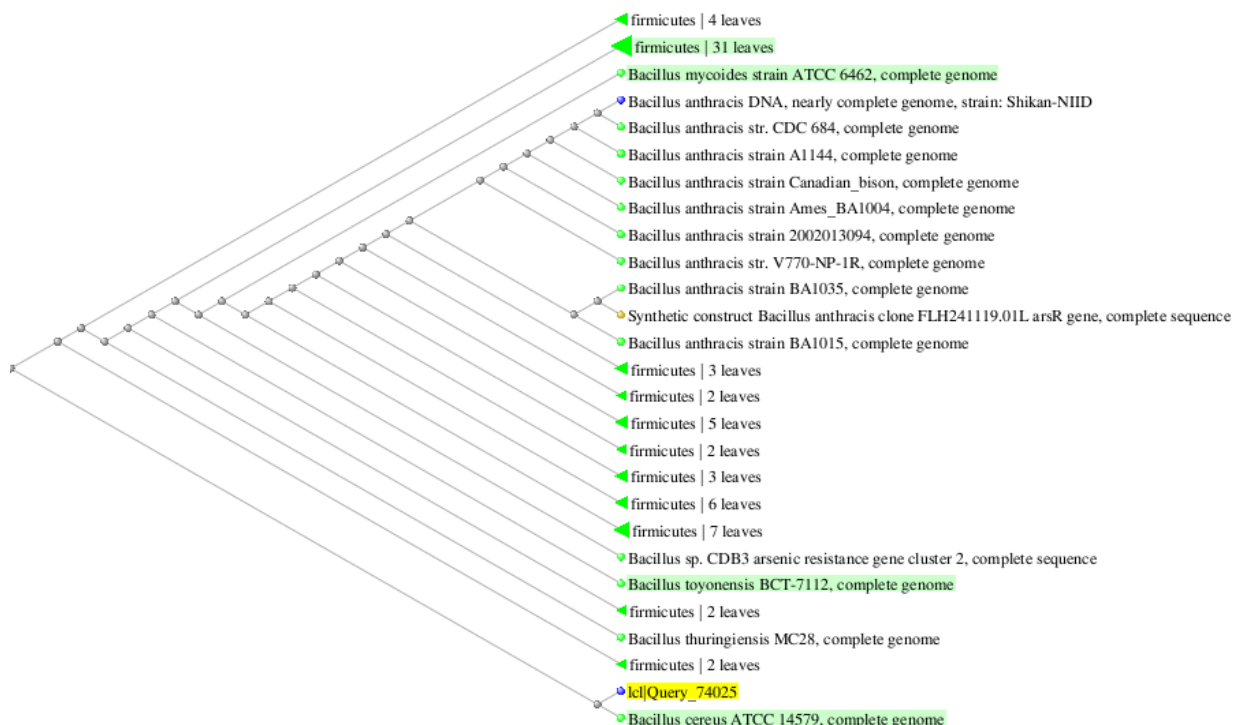 firmicutes | 4 leaves
firmicutes | 31 leaves
Bacillus mycoides strain ATCC 6462, complete genome
Bacillus anthracis DNA, nearly complete genome, strain: Shikan-NIID
Bacillus anthracis str. CDC 684, complete genome
Bacillus anthracis strain A1144, complete genome
Bacillus anthracis strain Canadian_bison, complete genome
Bacillus anthracis strain Ames_BA1004, complete genome
Bacillus anthracis strain 2002013094, complete genome
Bacillus anthracis str. V770-NP-1R, complete genome
Bacillus anthracis strain BA1035, complete genome
Synthetic construct Bacillus anthracis clone FLH241119.01L arsR gene, complete sequence
Bacillus anthracis strain BA1015, complete genome
firmicutes | 3 leaves
firmicutes | 2 leaves
firmicutes | 5 leaves
firmicutes | 2 leaves
firmicutes | 3 leaves
firmicutes | 6 leaves
firmicutes | 7 leaves
Bacillus sp. CDB3 arsenic resistance gene cluster 2, complete sequence
Bacillus toyonensis BCT-7112, complete genome
firmicutes | 2 leaves
Bacillus thuringiensis MC28, complete genome
firmicutes | 2 leaves
lcl|Query_74025
Bacillus cereus ATCC 14579, complete genome